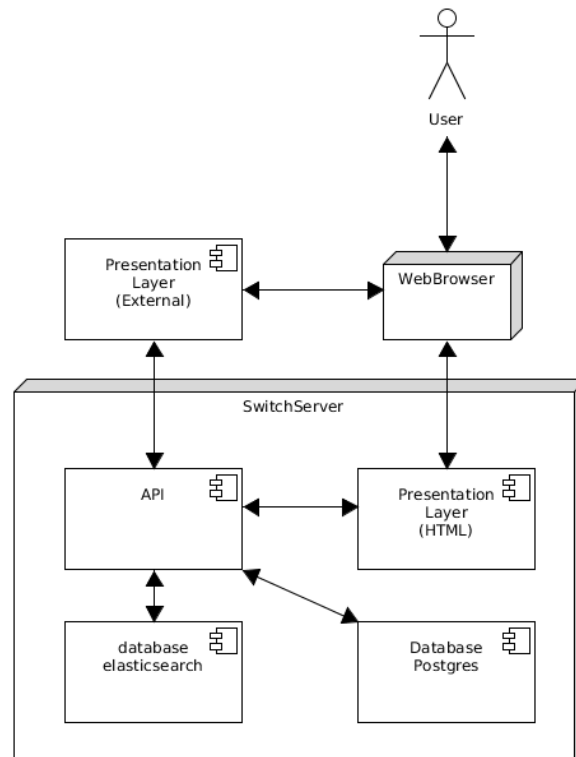 User
Presentation
Layer
(External)
WebBrowser
SwitchServer
API
Presentation
Layer
(HTML)
database
elasticsearch
Database
Postgres